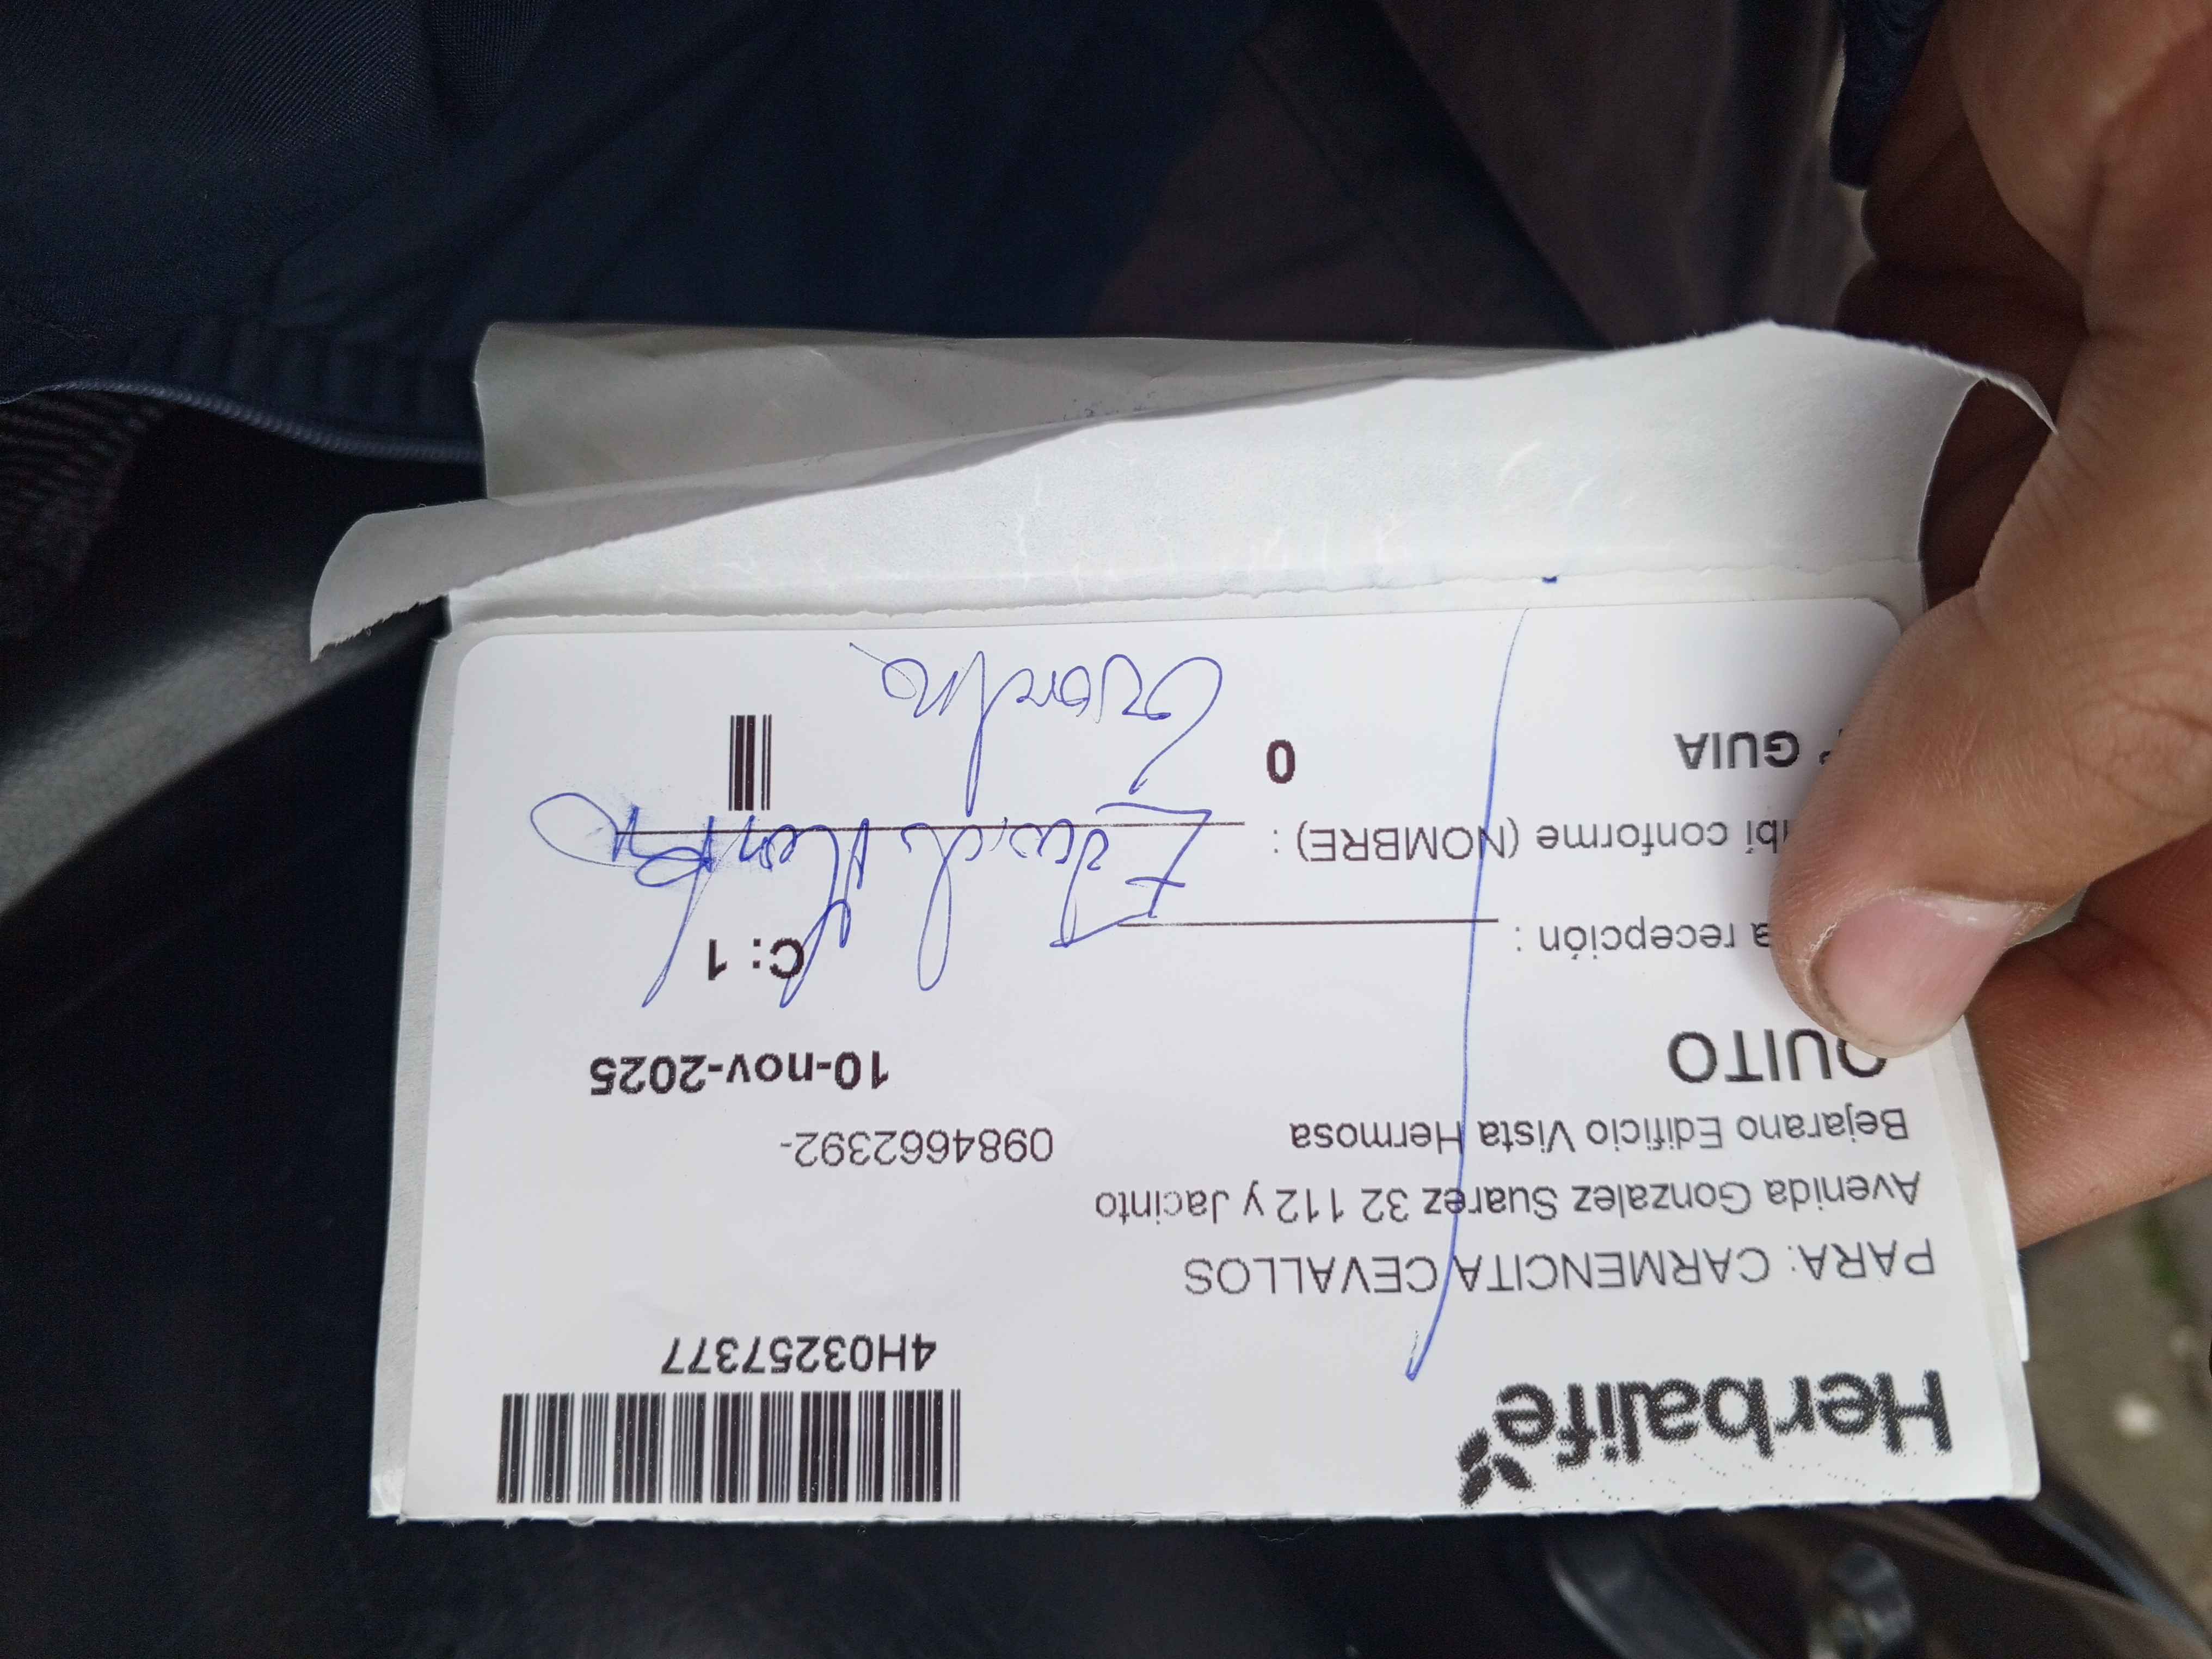 Herbalife
4H03257377
PARA: CARMENCITA CEVALLOS
Avenida Gonzalez Suarez 32 112 y Jacinto
Bejarano Edificio Vista Hermosa
0984662392-
QUITO
10-nov-2025
a recepción :
C: 1
ibí conforme (NOMBRE) :
GUIA
0